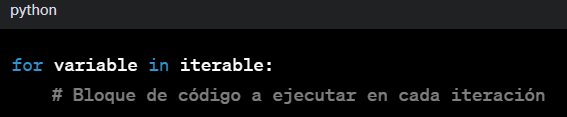 python
for variable in iterable:
# Bloque de código a ejecutar en cada iteración